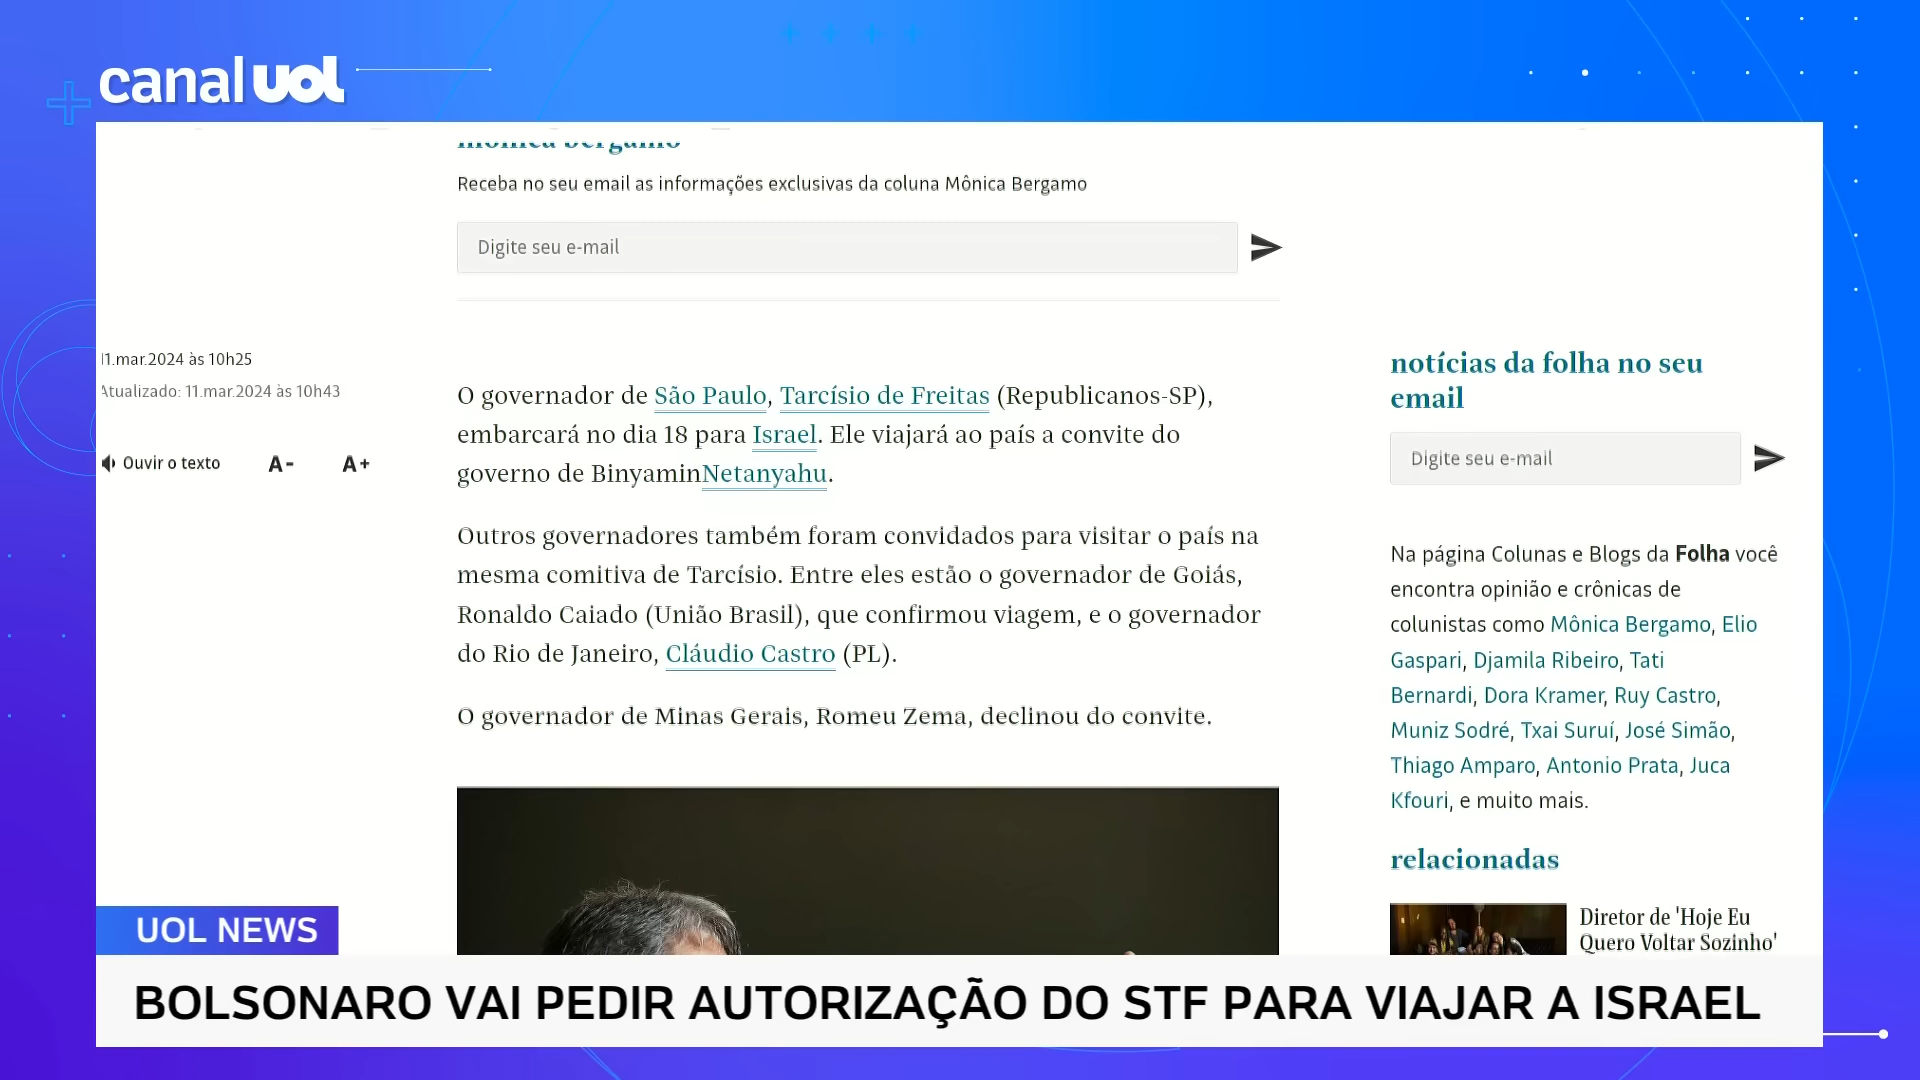 canal uol
mônica bergamo
Receba no seu email as informações exclusivas da coluna Mônica Bergamo
Digite seu e-mail
11.mar.2024 às 10h25
Atualizado: 11.mar.2024 às 10h43
Ouvir o texto A- A+
O governador de São Paulo, Tarcísio de Freitas (Republicanos-SP),
embarcará no dia 18 para Israel. Ele viajará ao país a convite do
governo de BinyaminNetanyahu.
Outros governadores também foram convidados para visitar o país na
mesma comitiva de Tarcísio. Entre eles estão o governador de Goiás,
Ronaldo Caiado (União Brasil), que confirmou viagem, e o governador
do Rio de Janeiro, Cláudio Castro (PL).
O governador de Minas Gerais, Romeu Zema, declinou do convite.
notícias da folha no seu
email
Digite seu e-mail
Na página Colunas e Blogs da Folha você
encontra opinião e crônicas de
colunistas como Mônica Bergamo, Elio
Gaspari, Djamila Ribeiro, Tati
Bernardi, Dora Kramer, Ruy Castro,
Muniz Sodré, Txai Suruí, José Simão,
Thiago Amparo, Antonio Prata, Juca
Kfouri, e muito mais.
relacionadas
Diretor de 'Hoje Eu
Quero Voltar Sozinho'
UOL NEWS
BOLSONARO VAI PEDIR AUTORIZAÇÃO DO STF PARA VIAJAR A ISRAEL